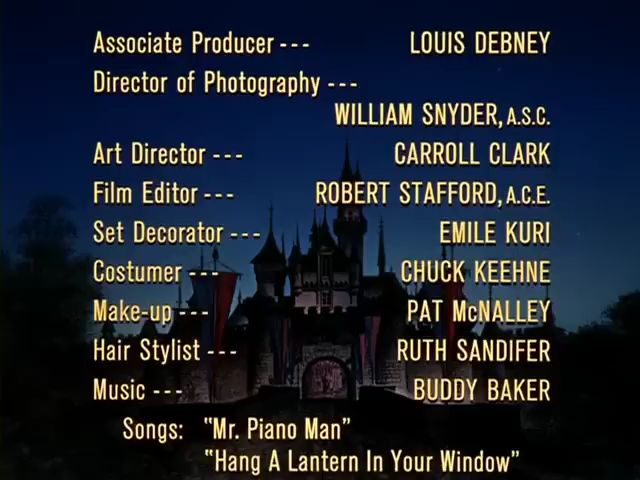 Associate Producer --- LOUIS DEBNEY
Director of Photography ---
WILLIAM SNYDER, A.S.C.
Art Director --- CARROLL CLARK
Film Editor --- ROBERT STAFFORD, A.C.E.
Set Decorator --- EMILE KURI
Costumer --- CHUCK KEEHNE
Make-up --- PAT McNALLEY
Hair Stylist --- RUTH SANDIFER
Music --- BUDDY BAKER
Songs: "Mr. Piano Man"
"Hang A Lantern In Your Window"